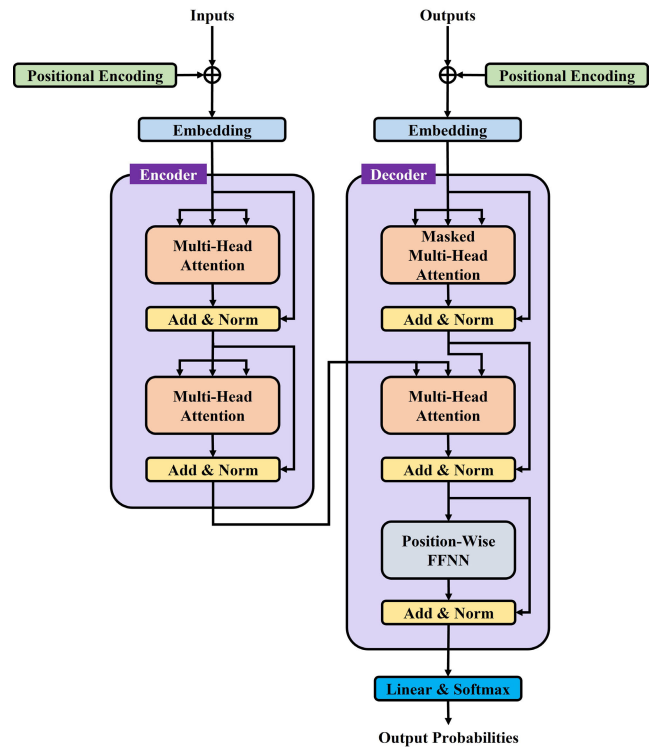 Inputs
Outputs
Positional Encoding
Positional Encoding
Embedding
Embedding
Encoder
Decoder
Multi-Head
Attention
Masked
Multi-Head
Attention
Add & Norm
Add & Norm
Multi-Head
Attention
Multi-Head
Attention
Add & Norm
Add & Norm
Position-Wise
FFNN
Add & Norm
Linear & Softmax
Output Probabilities